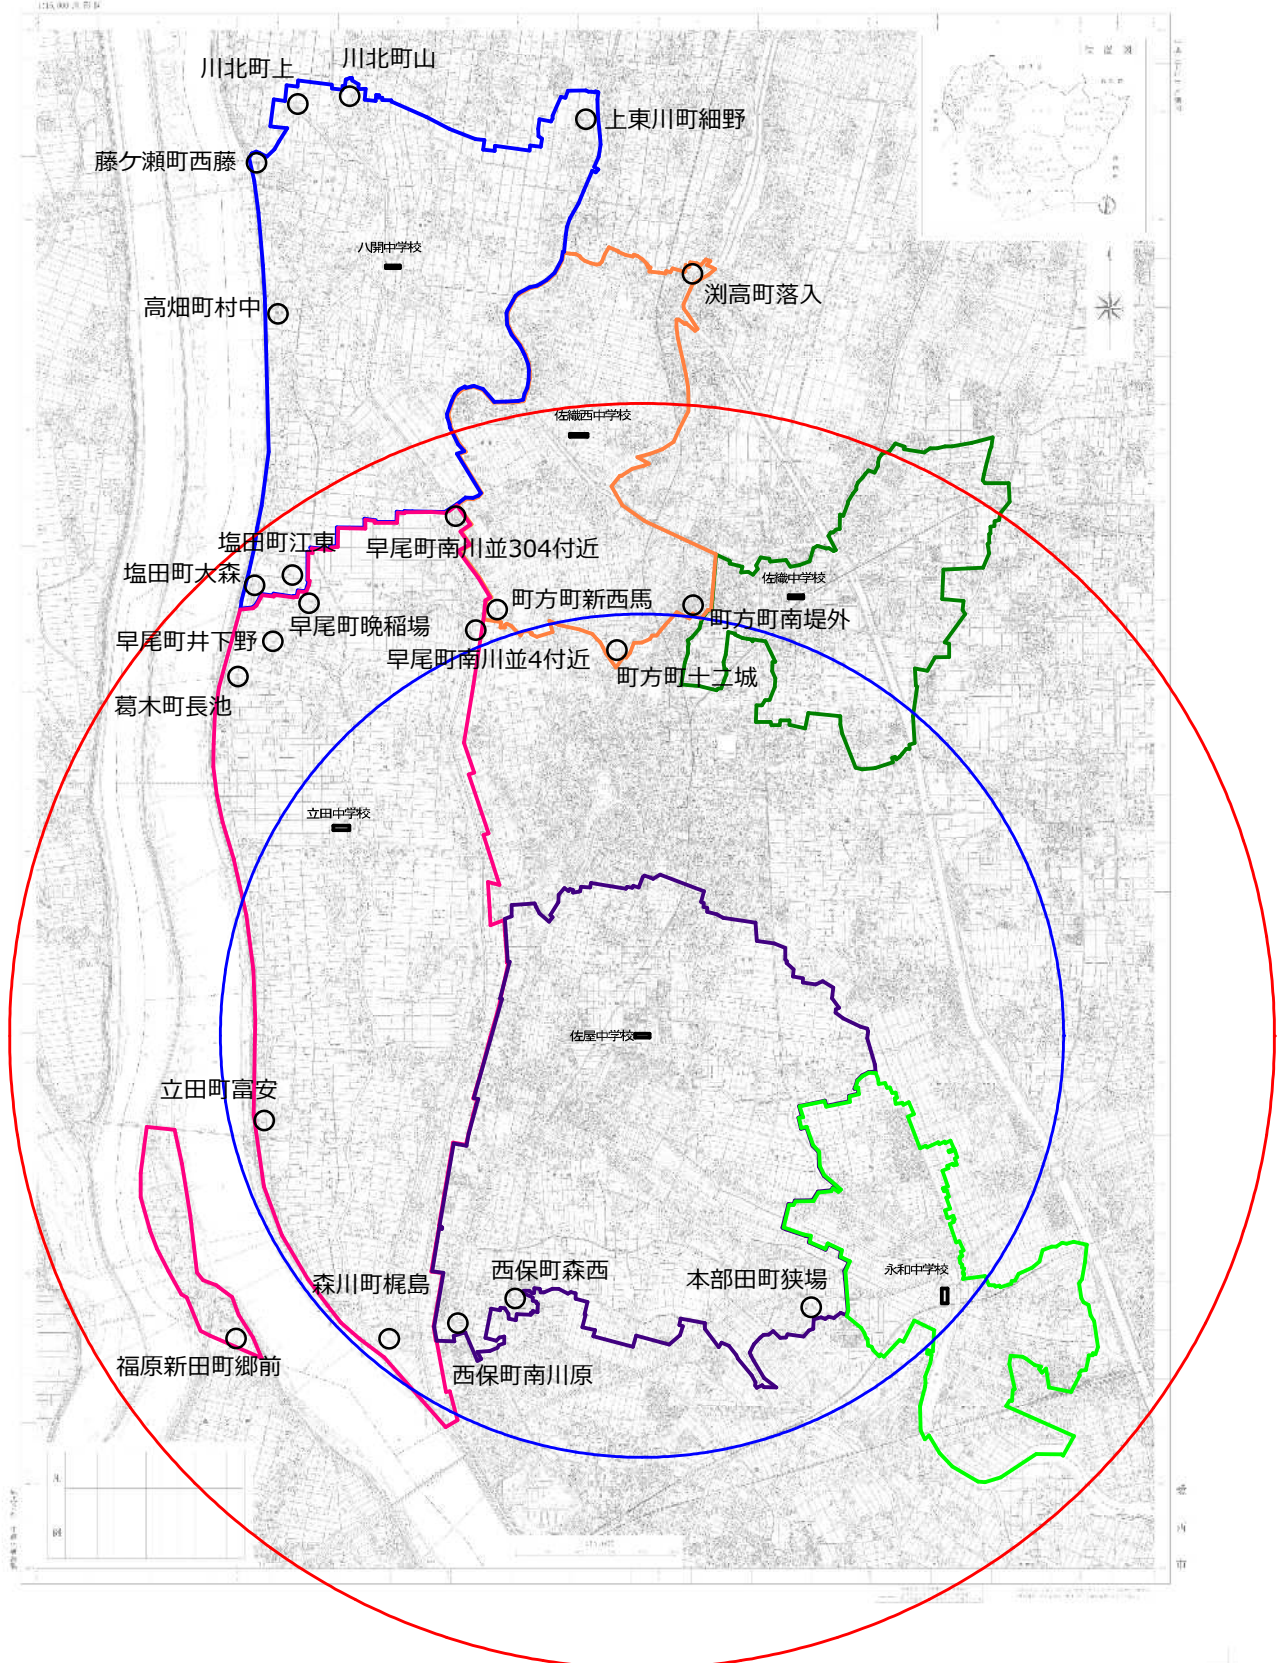 川北町山
川北町上
上東川町細野
藤ケ瀬町西藤
八開中学校
渕高町落入
高畑町村中
佐織西中学校
塩田町江東
早尾町南川並304付近
塩田町大森
佐織中学校
町方町新西馬
町方町南堤外
早尾町晩稲場
早尾町井下野
早尾町南川並4付近
町方町十二城
葛木町長池
立田中学校
佐屋中学校
立田町富安
西保町森西
本部田町狭場
永和中学校
森川町梶島
福原新田町郷前
西保町南川原